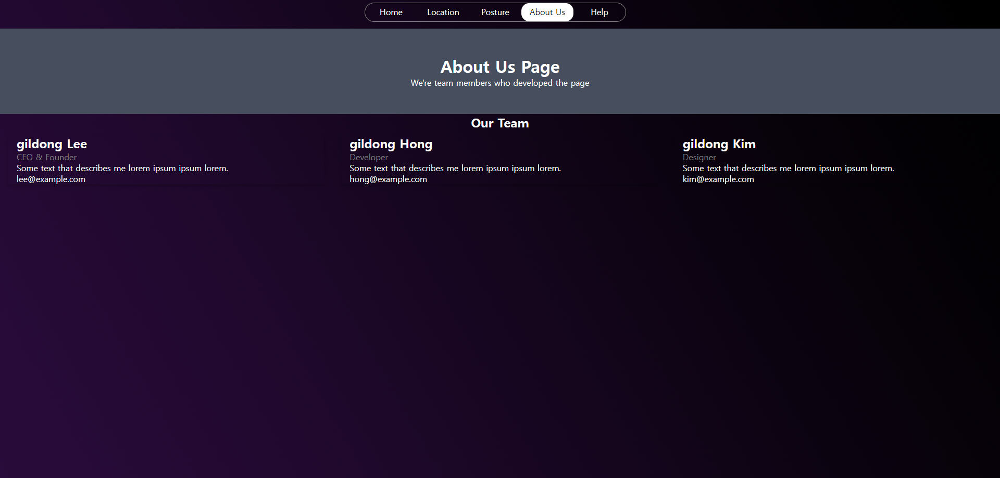 Home Location Posture About Us Help
About Us Page
We're team members who developed the page
Our Team
gildong Lee
CEO & Founder
Some text that describes me lorem ipsum ipsum lorem.
lee@example.com
gildong Hong
Developer
Some text that describes me lorem ipsum ipsum lorem.
hong@example.com
gildong Kim
Designer
Some text that describes me lorem ipsum ipsum lorem.
kim@example.com